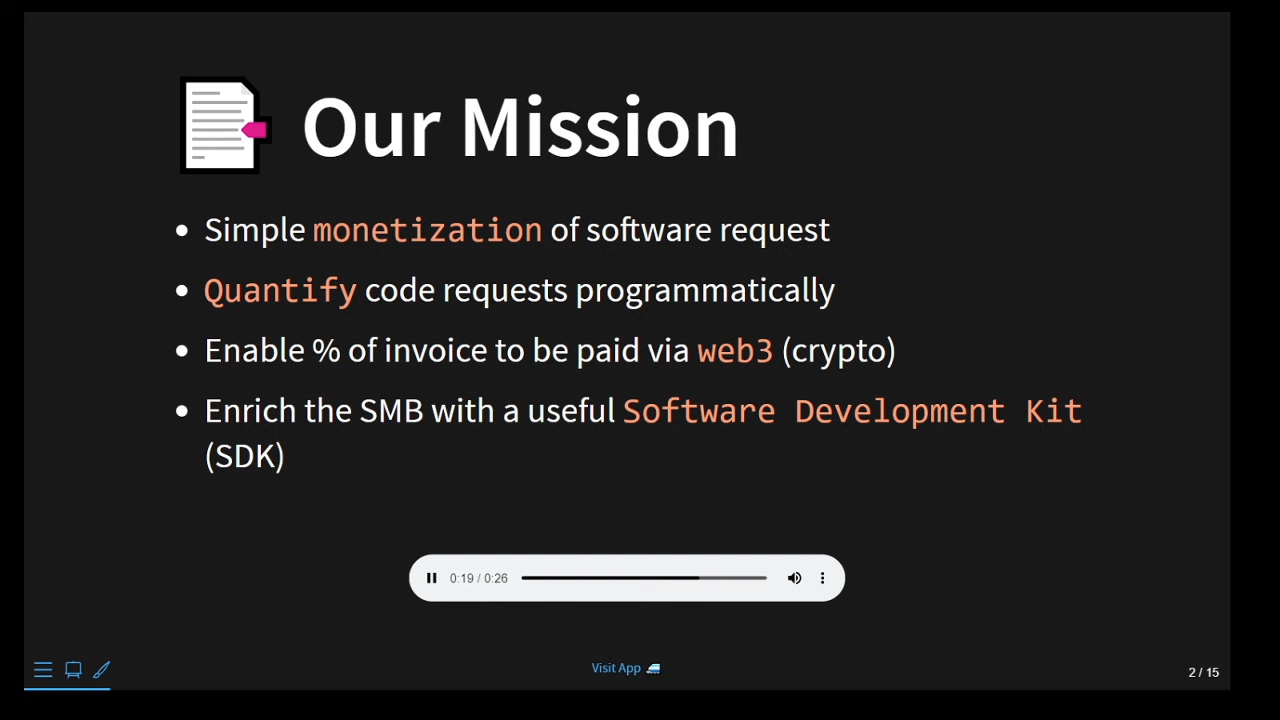 Our Mission
• Simple monetization of software request
• Quantify code requests programmatically
• Enable % of invoice to be paid via web3 (crypto)
• Enrich the SMB with a useful Software Development Kit
(SDK)
0:19 / 0:26
Visit App
2 / 15